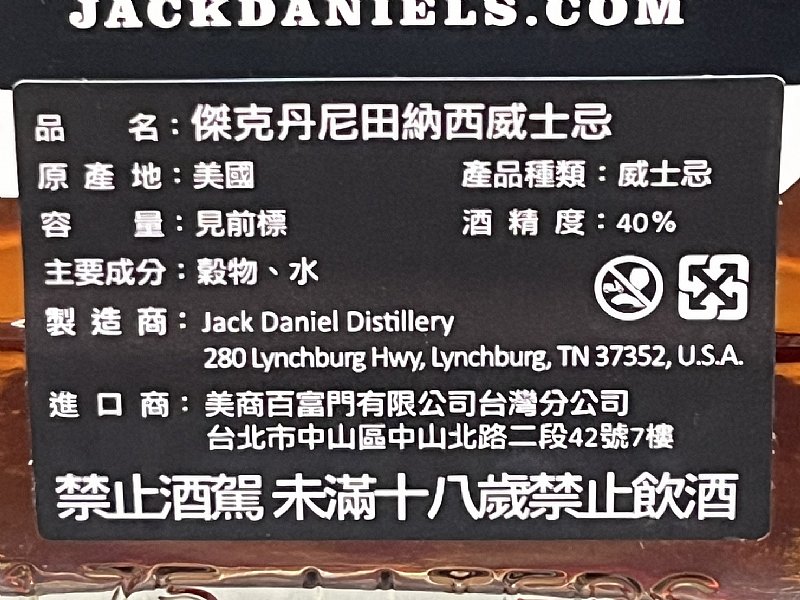 JACKDANIELS.COM
品 名：傑克丹尼田納西威士忌
原產地：美國 產品種類：威士忌
容 量：見前標 酒精度：40%
主要成分：穀物、水
製造商：Jack Daniel Distillery
280 Lynchburg Hwy, Lynchburg, TN 37352, U.S.A.
進口商：美商百富門有限公司台灣分公司
台北市中山區中山北路二段42號7樓
禁止酒駕 未滿十八歲禁止飲酒